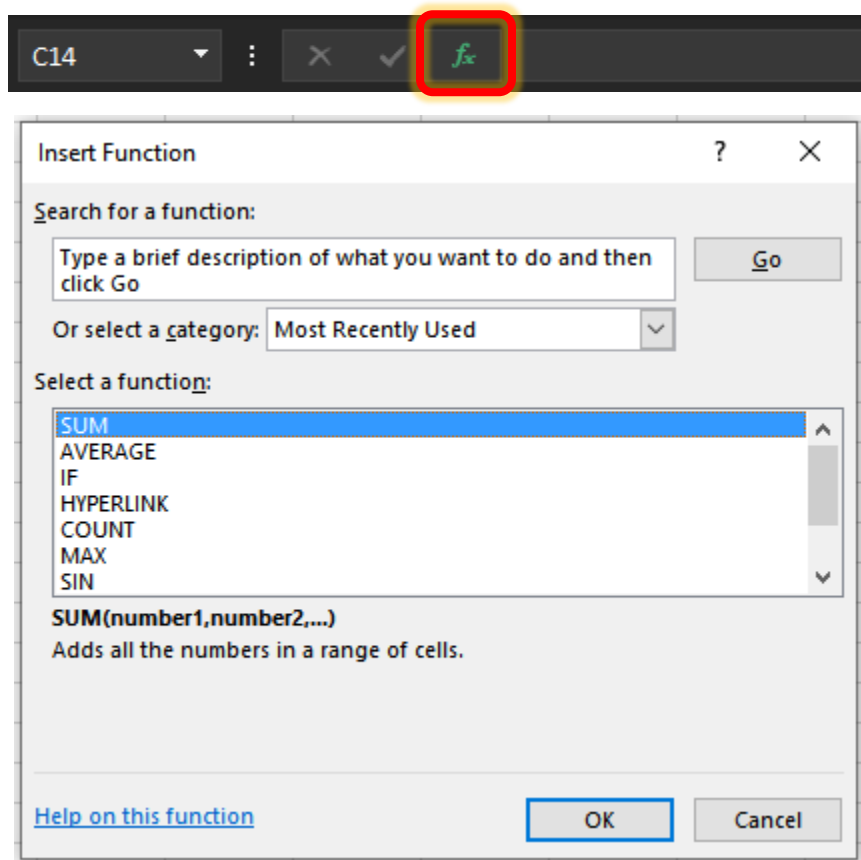 C14 fx
Insert Function ?
Search for a function:
Type a brief description of what you want to do and then
click Go
Go
Or select a category: Most Recently Used
Select a function:
SUM
AVERAGE
IF
HYPERLINK
COUNT
MAX
SIN
SUM(number1,number2,...)
Adds all the numbers in a range of cells.
Help on this function OK Cancel